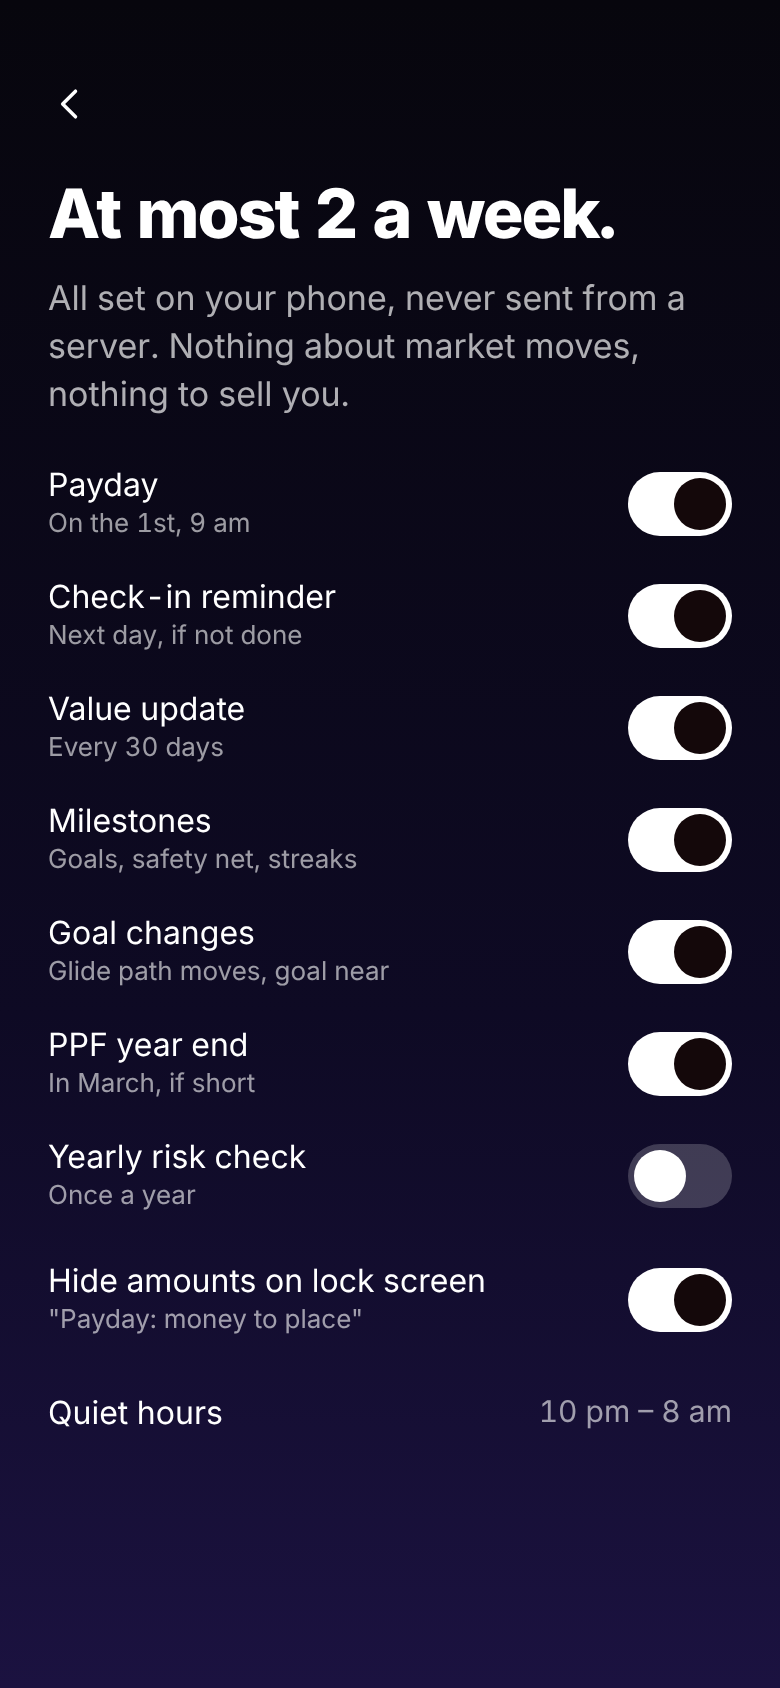 At most 2 a week.
All set on your phone, never sent from a
server. Nothing about market moves,
nothing to sell you.
Payday
On the 1st, 9 am
Check-in reminder
Next day, if not done
Value update
Every 30 days
Milestones
Goals, safety net, streaks
Goal changes
Glide path moves, goal near
PPF year end
In March, if short
Yearly risk check
Once a year
Hide amounts on lock screen
"Payday: money to place"
Quiet hours 10 pm – 8 am